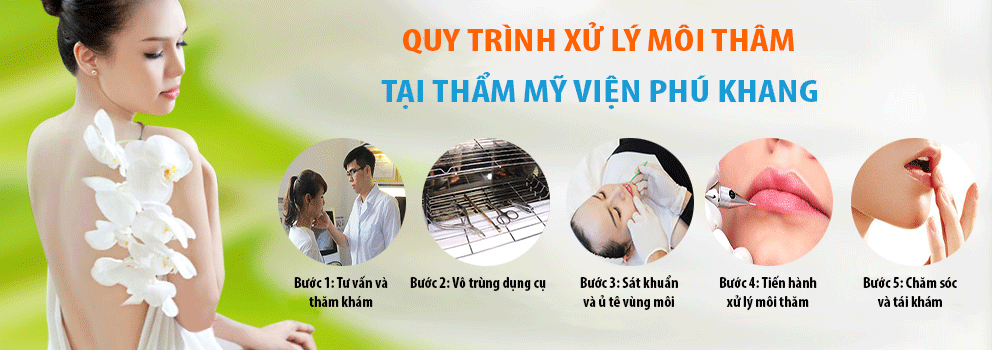 QUY TRÌNH XỬ LÝ MÔI THÂM
TẠI THẨM MỸ VIỆN PHÚ KHANG
Bước 1: Tư vấn và
thăm khám
Bước 2: Vô trùng dụng cụ
Bước 3: Sát khuẩn
và ủ tê vùng môi
Bước 4: Tiến hành
xử lý môi thăm
Bước 5: Chăm sóc
và tái khám